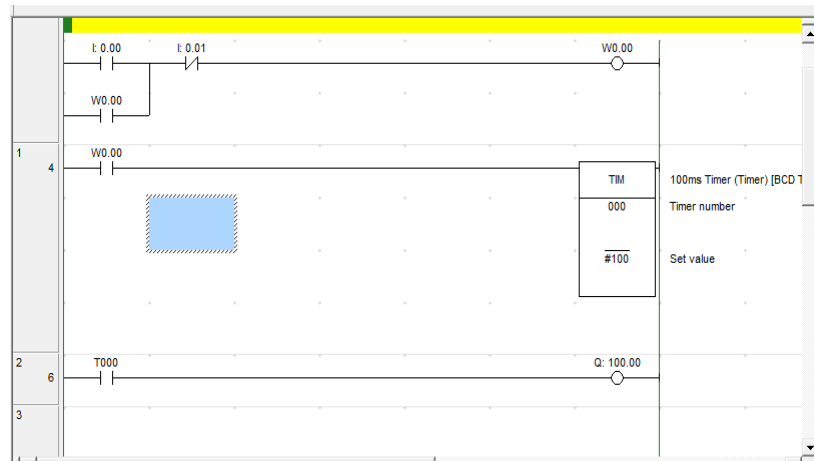 I: 0.00 I: 0.01 W0.00
W0.00
1 W0.00
4 TIM 100ms Timer (Timer) [BCD T
000 Timer number
#100 Set value
2 T000 Q: 100.00
6
3